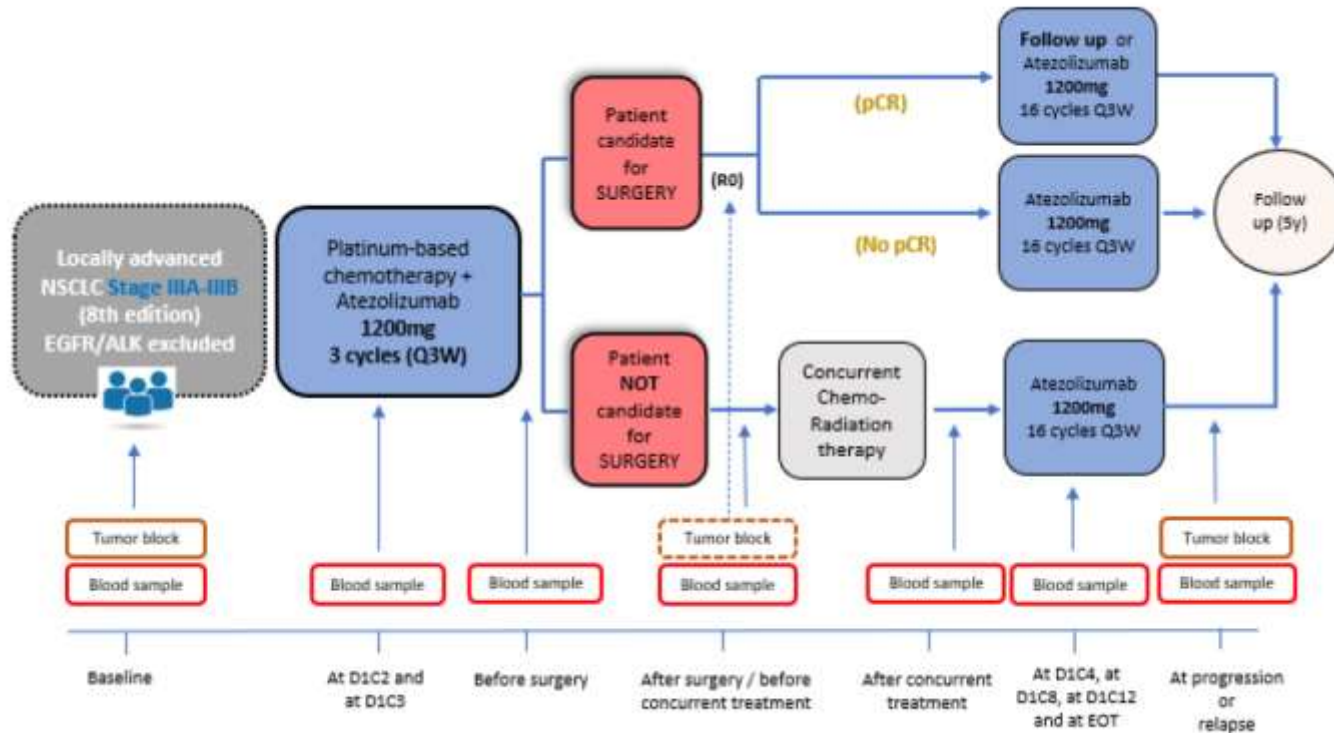 Locally advanced
NSCLC Stage IIIA-IIIB
(8th edition)
EGFR/ALK excluded
Platinum-based
chemotherapy +
Atezolizumab
1200mg
3 cycles (Q3W)
Patient
candidate
for
SURGERY
(R0)
(pCR)
(No pCR)
Follow up or
Atezolizumab
1200mg
16 cycles Q3W
Atezolizumab
1200mg
16 cycles Q3W
Follow
up (5y)
Patient
NOT
candidate
for
SURGERY
Concurrent
Chemo-
Radiation
therapy
Atezolizumab
1200mg
16 cycles Q3W
Tumor block
Blood sample
Blood sample
Blood sample
Tumor block
Blood sample
Blood sample
Blood sample
Tumor block
Blood sample
Baseline
At D1C2 and
at D1C3
Before surgery
After surgery / before
concurrent treatment
After concurrent
treatment
At D1C4, at
D1C8, at D1C12
and at EOT
At progression
or
relapse